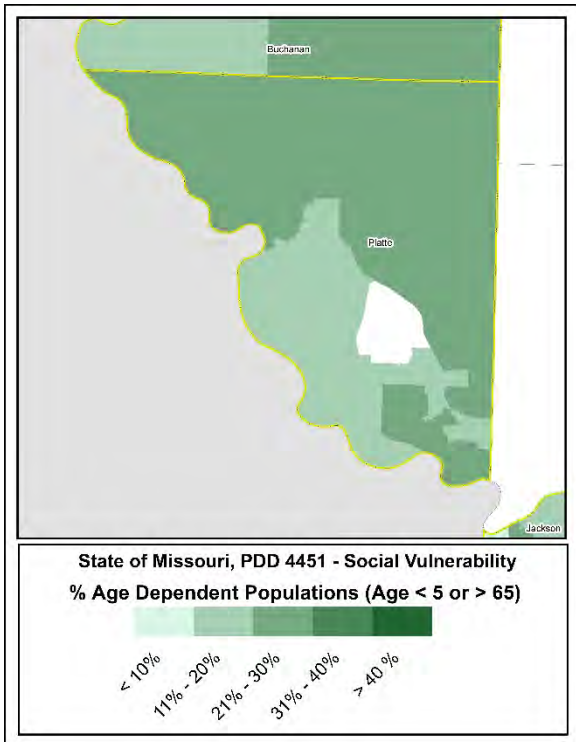 Buchanan
Platte
Jackson
State of Missouri, PDD 4451 - Social Vulnerability
% Age Dependent Populations (Age < 5 or > 65)
< 10%
11% - 20%
21% - 30%
31% - 40%
> 40 %